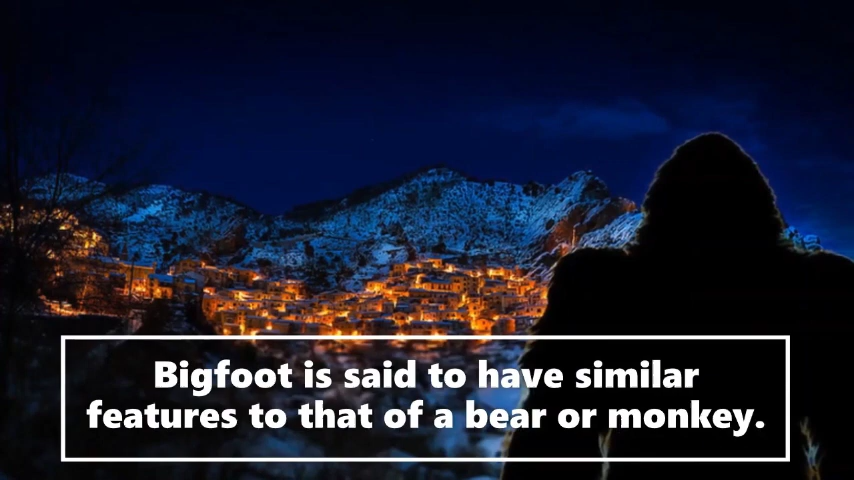 Bigfoot is said to have similar
features to that of a bear or monkey.